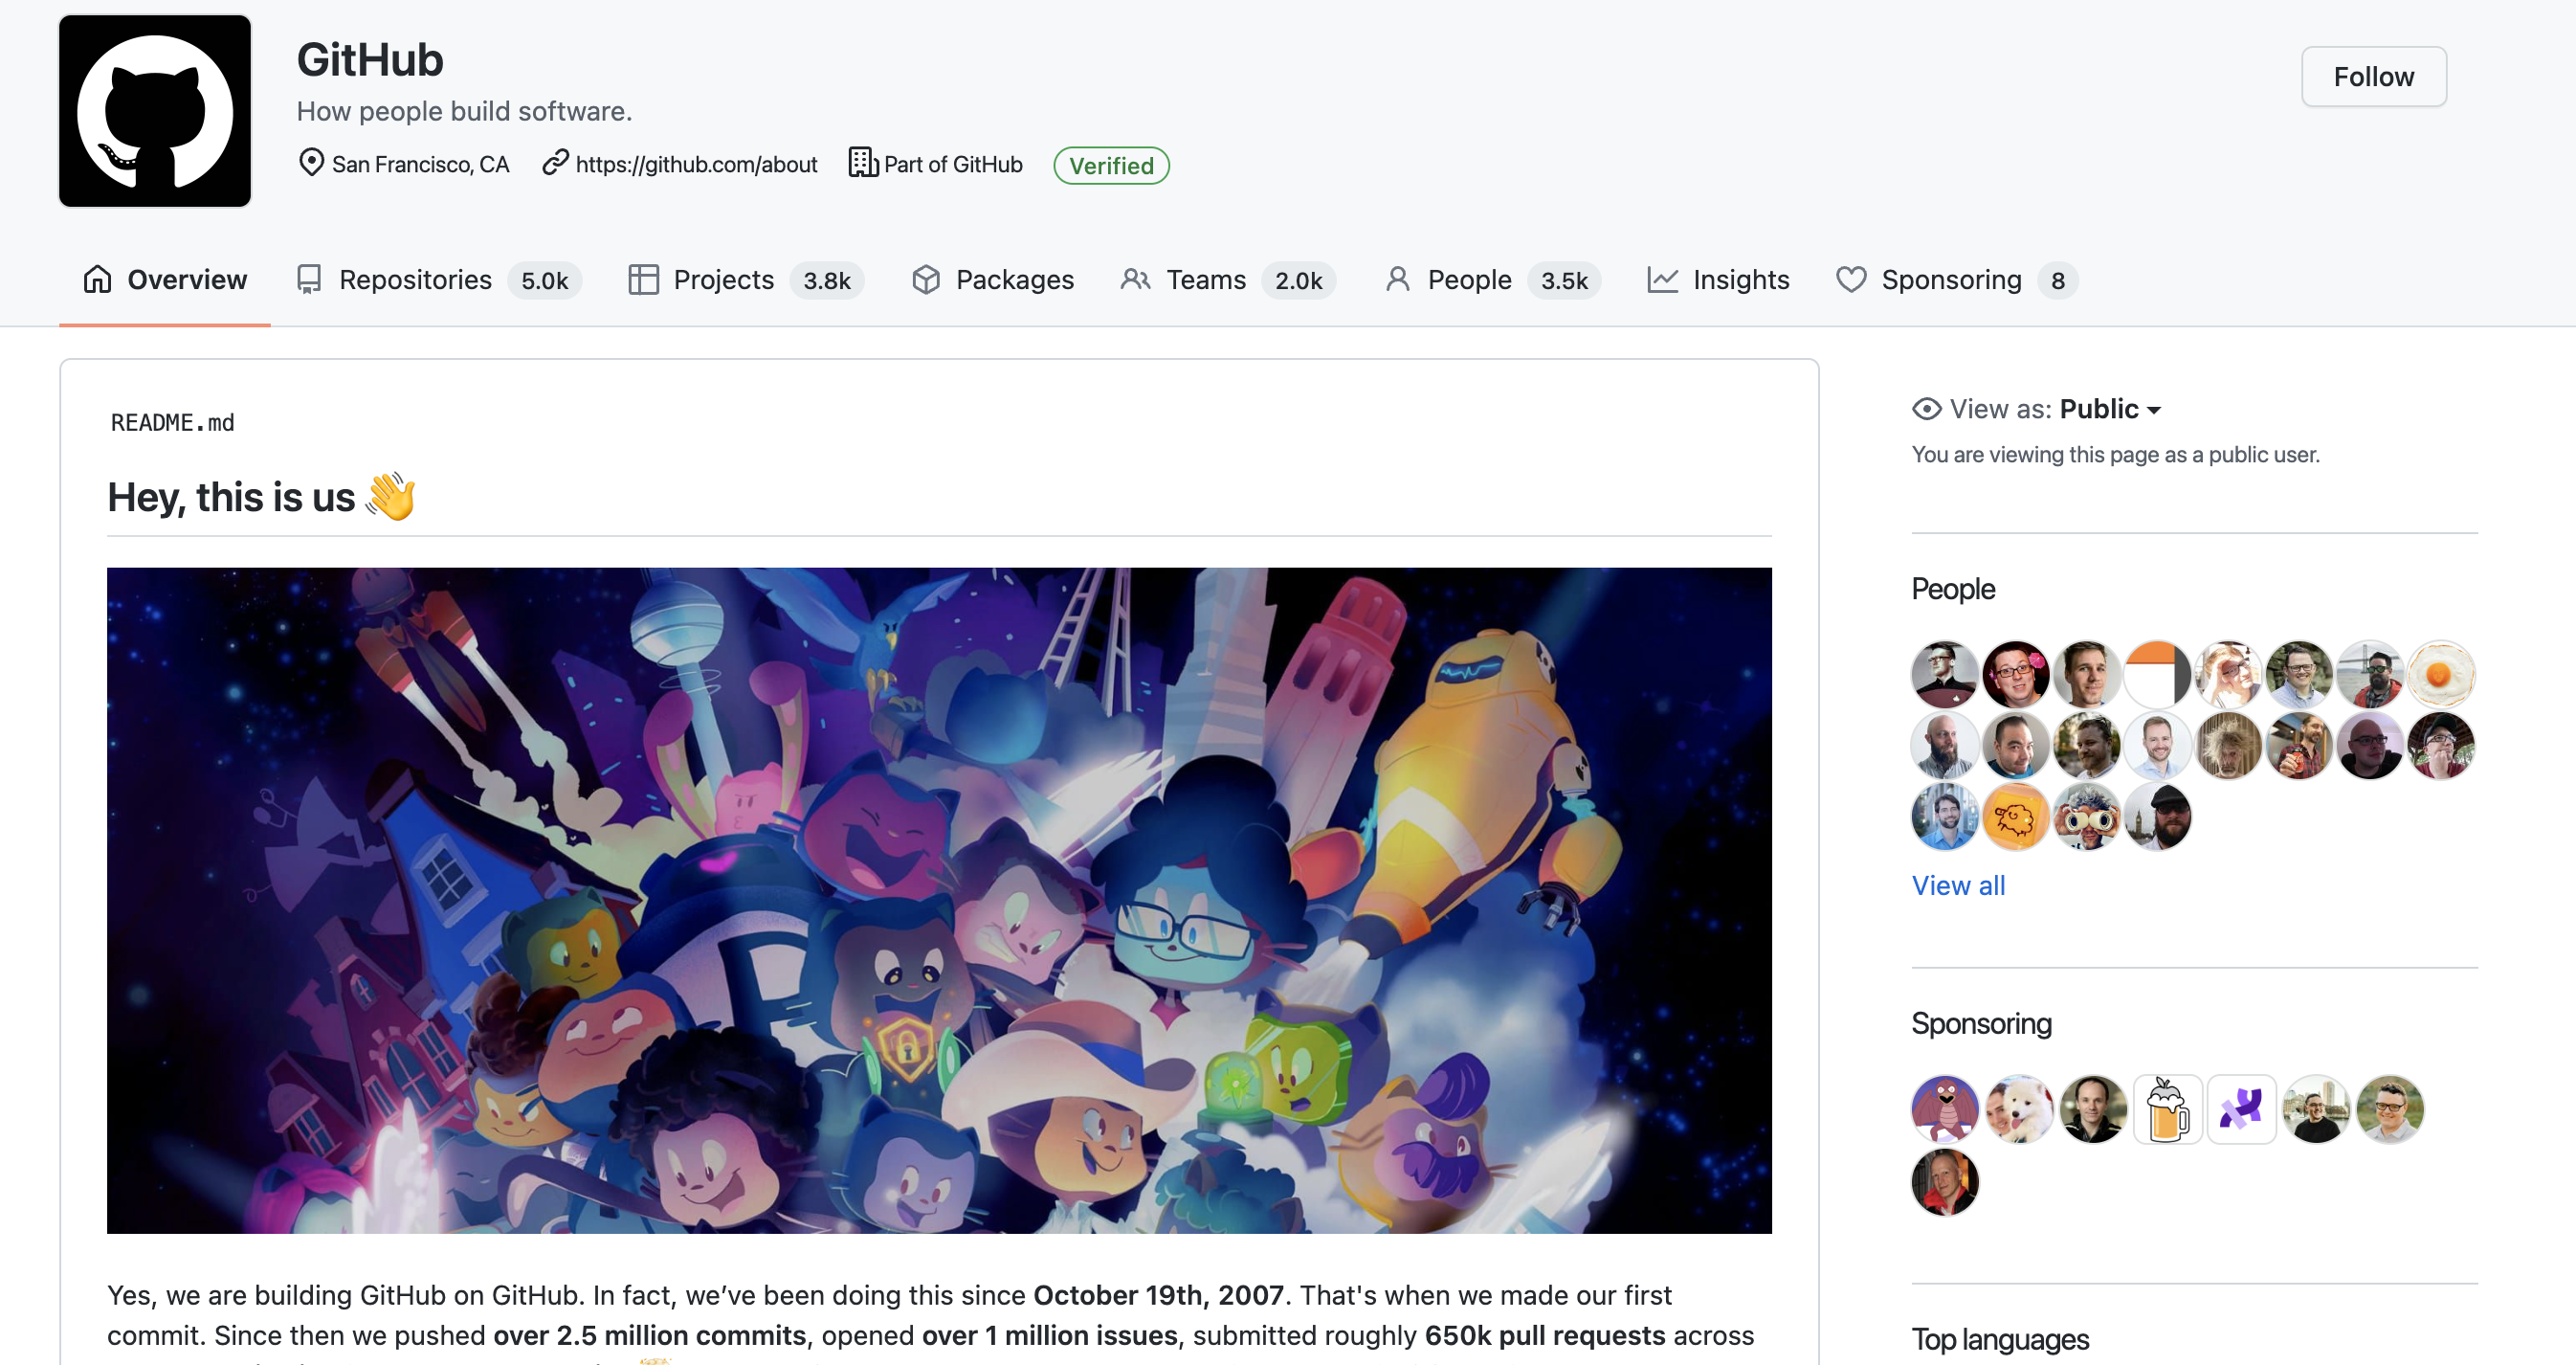 GitHub
Follow
How people build software.
San Francisco, CA https://github.com/about Part of GitHub Verified
Overview Repositories 5.0k Projects 3.8k Packages Teams 2.0k People 3.5k Insights Sponsoring 8
README.md
Hey, this is us 👋
Yes, we are building GitHub on GitHub. In fact, we’ve been doing this since October 19th, 2007. That's when we made our first
commit. Since then we pushed over 2.5 million commits, opened over 1 million issues, submitted roughly 650k pull requests across
View as: Public
You are viewing this page as a public user.
People
View all
Sponsoring
Top languages